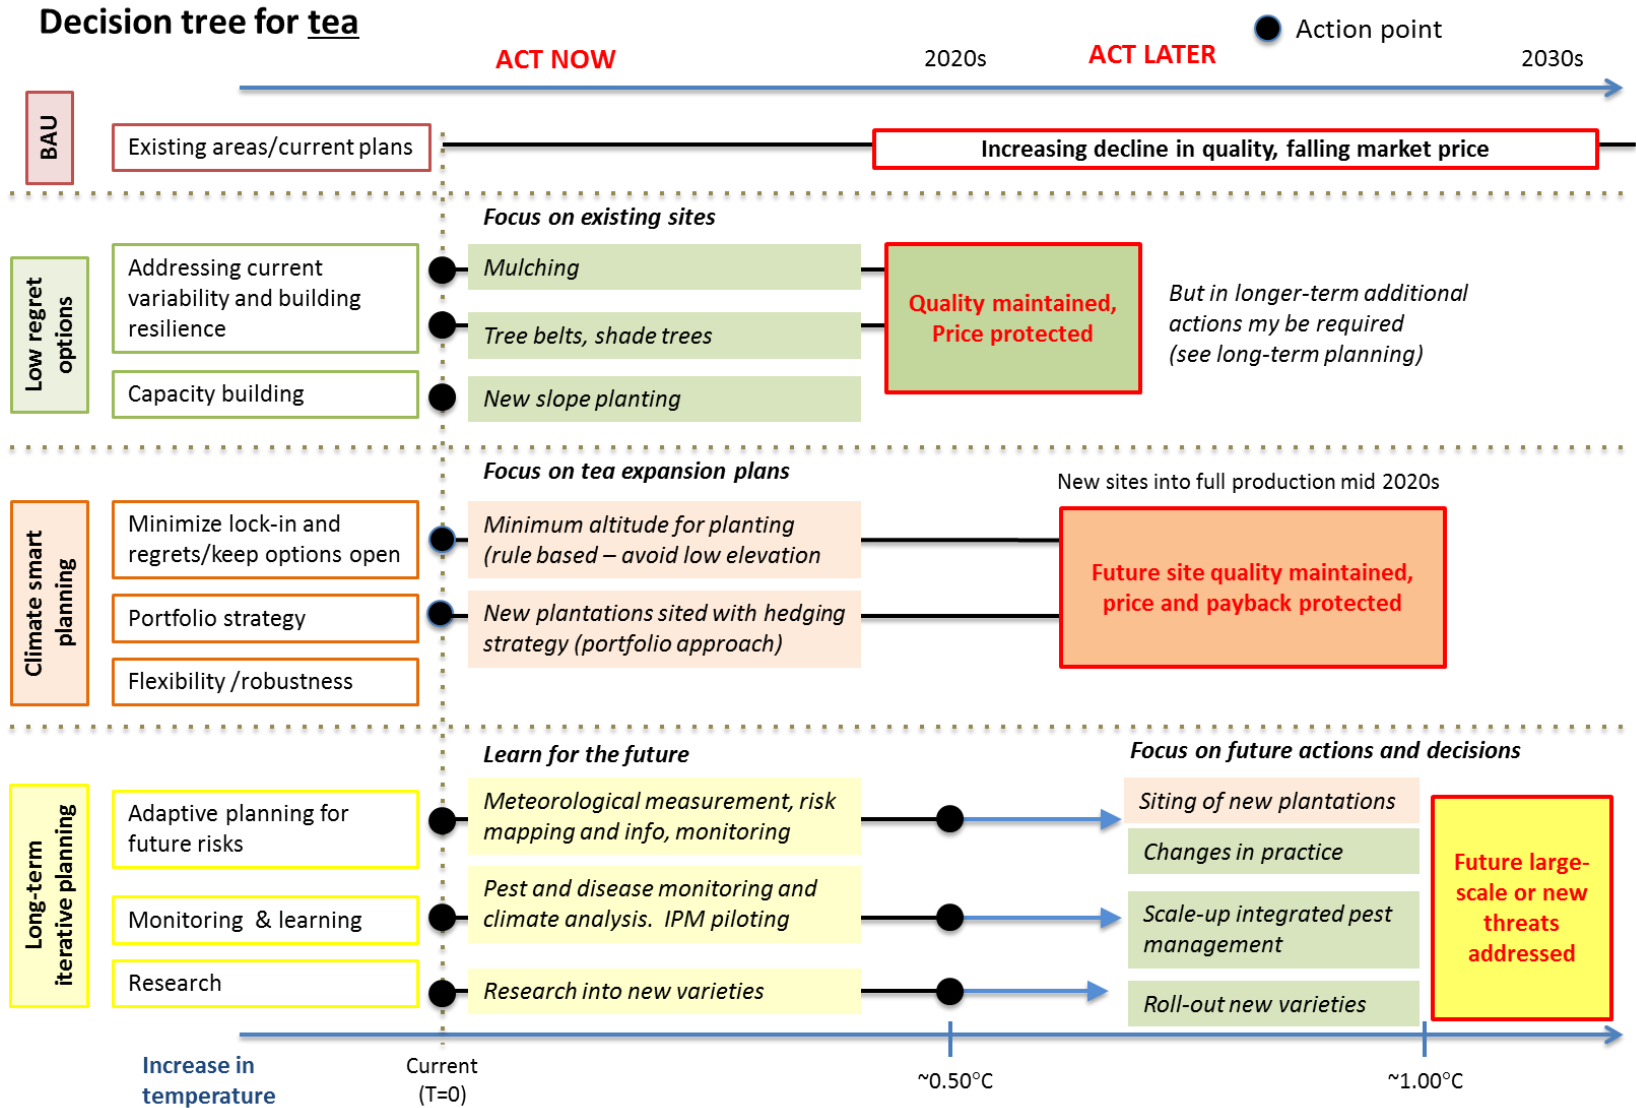 Decision tree for tea
Action point
ACT NOW
2020s
ACT LATER
2030s
BAU
Existing areas/current plans
Increasing decline in quality, falling market price
Low regret
options
Addressing current
variability and building
resilience
Capacity building
Focus on existing sites
Mulching
Tree belts, shade trees
New slope planting
Quality maintained,
Price protected
But in longer-term additional
actions my be required
(see long-term planning)
Climate smart
planning
Minimize lock-in and
regrets/keep options open
Portfolio strategy
Flexibility /robustness
Focus on tea expansion plans
Minimum altitude for planting
(rule based – avoid low elevation
New plantations sited with hedging
strategy (portfolio approach)
New sites into full production mid 2020s
Future site quality maintained,
price and payback protected
Long-term
iterative planning
Adaptive planning for
future risks
Monitoring & learning
Research
Learn for the future
Meteorological measurement, risk
mapping and info, monitoring
Pest and disease monitoring and
climate analysis. IPM piloting
Research into new varieties
Focus on future actions and decisions
Siting of new plantations
Changes in practice
Scale-up integrated pest
management
Roll-out new varieties
Future large-
scale or new
threats
addressed
Increase in
temperature
Current
(T=0)
~0.50°C
~1.00°C